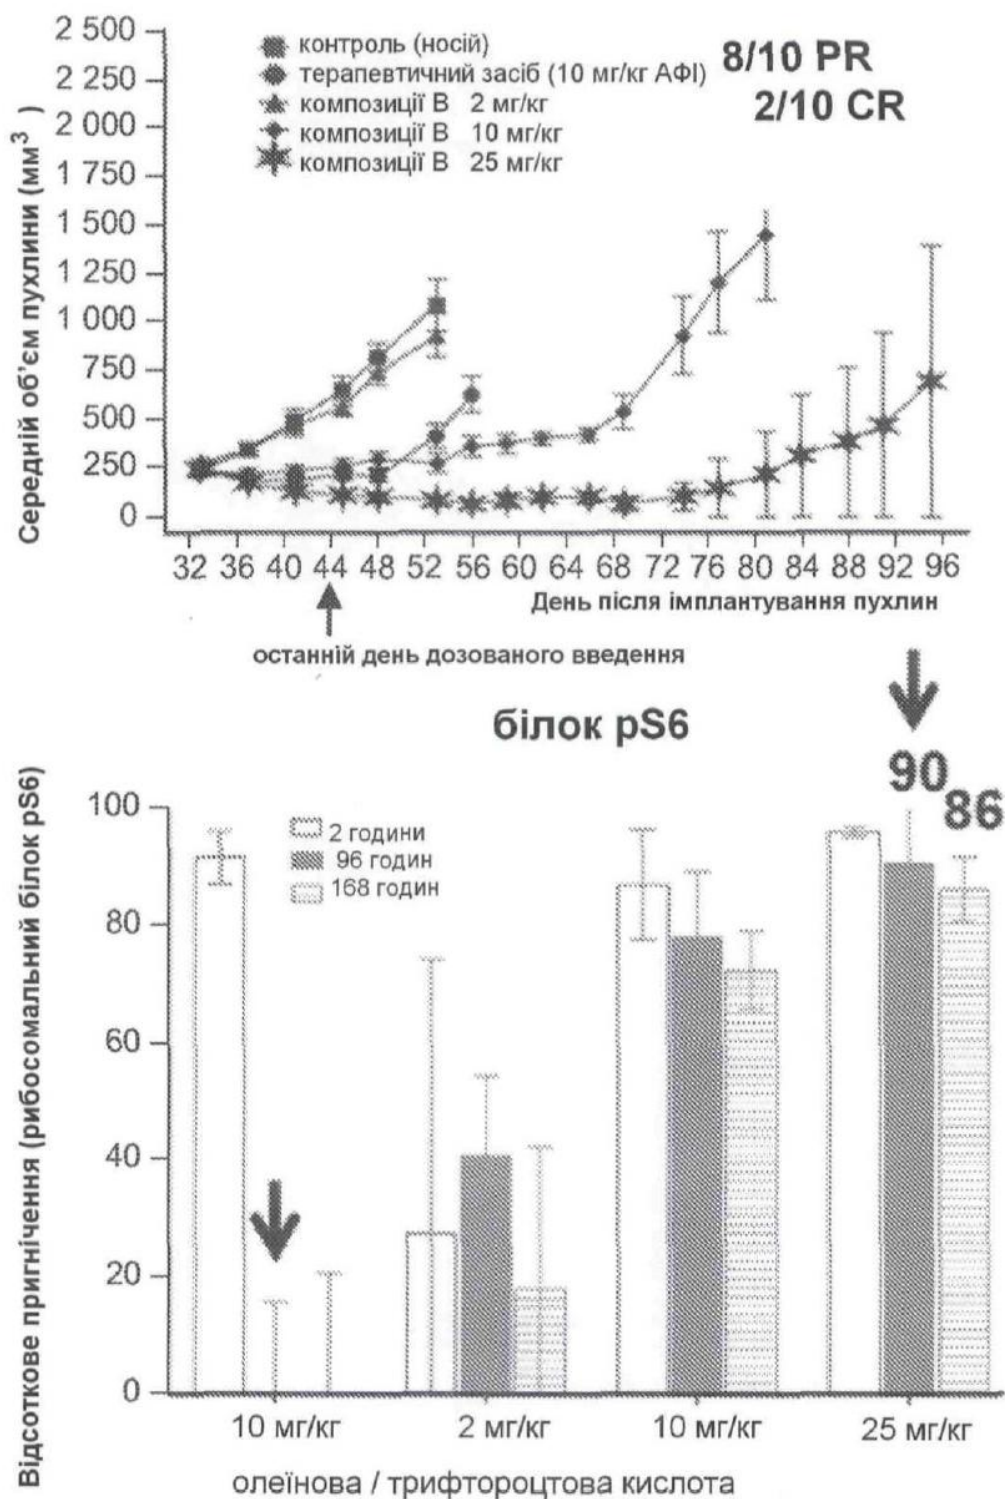 2 500
2 250
2 000
1 750
1 500
1 250
1 000
750
500
250
0
Середній об'єм пухлини (мм³ )
контроль (носій)
терапевтичний засіб (10 мг/кг АФІ)
композиції В 2 мг/кг
композиції В 10 мг/кг
композиції В 25 мг/кг
8/10 PR
2/10 CR
32 36 40 44 48 52 56 60 64 68 72 76 80 84 88 92 96
День після імплантування пухлин
останній день дозованого введення
білок pS6
90
86
Відсоткове пригнічення (рибосомальний білок pS6)
100
80
60
40
20
0
2 години
96 годин
168 годин
10 мг/кг 2 мг/кг 10 мг/кг 25 мг/кг
олеїнова / трифтороцтова кислота